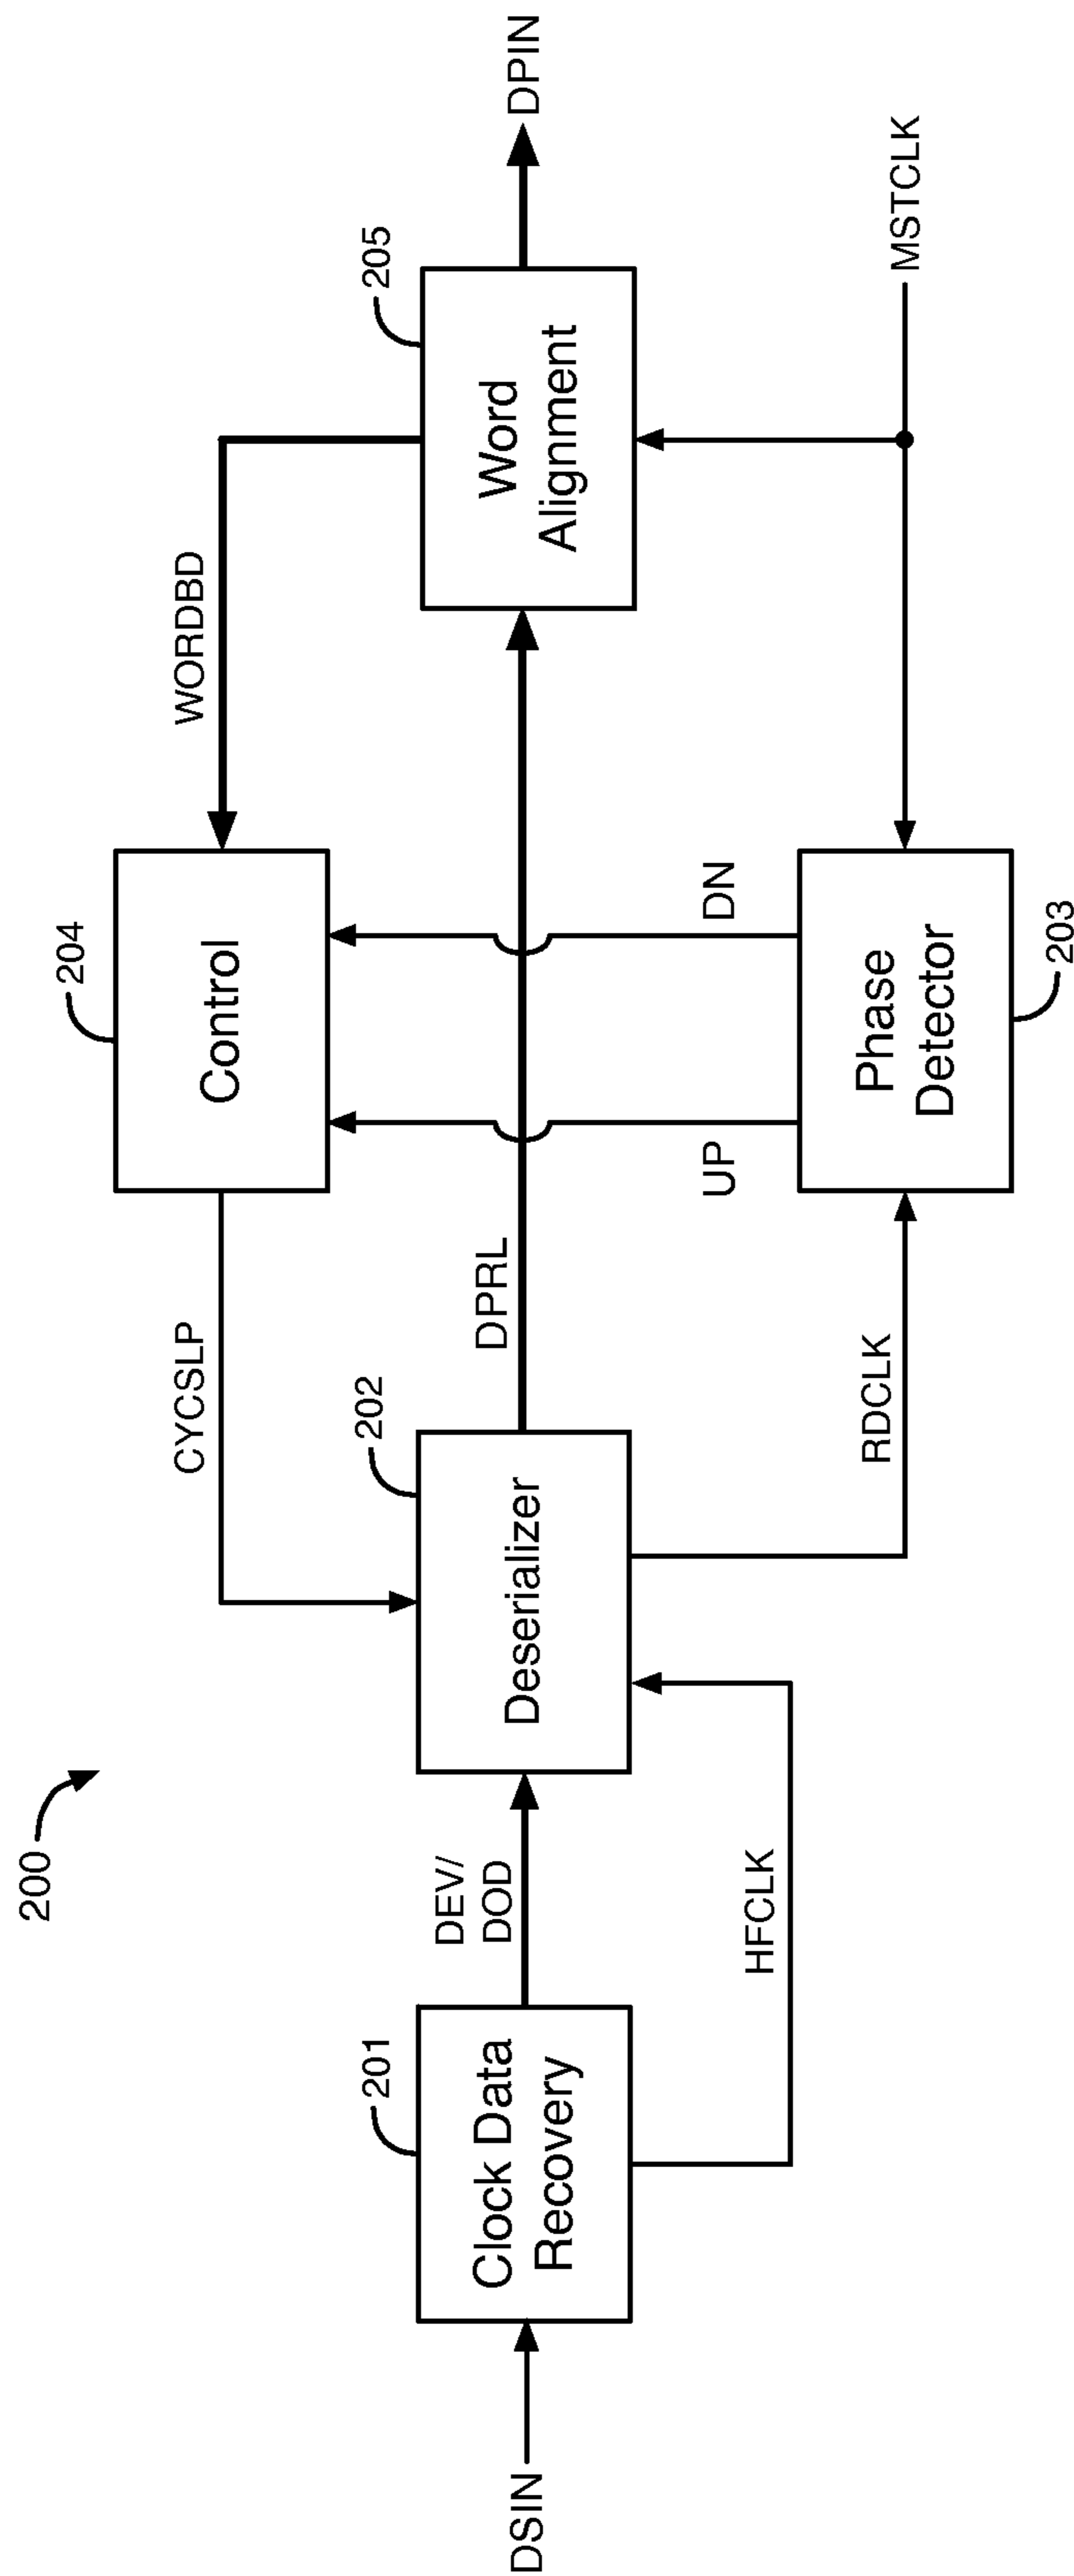 200
204
Control
WORDBD
CYCSLP
205
Word
Alignment
DPIN
201
Clock Data
Recovery
DSIN
DEV/
DOD
202
Deserializer
DPRL
HFCLK
RDCLK
UP
DN
Phase
Detector
203
MSTCLK